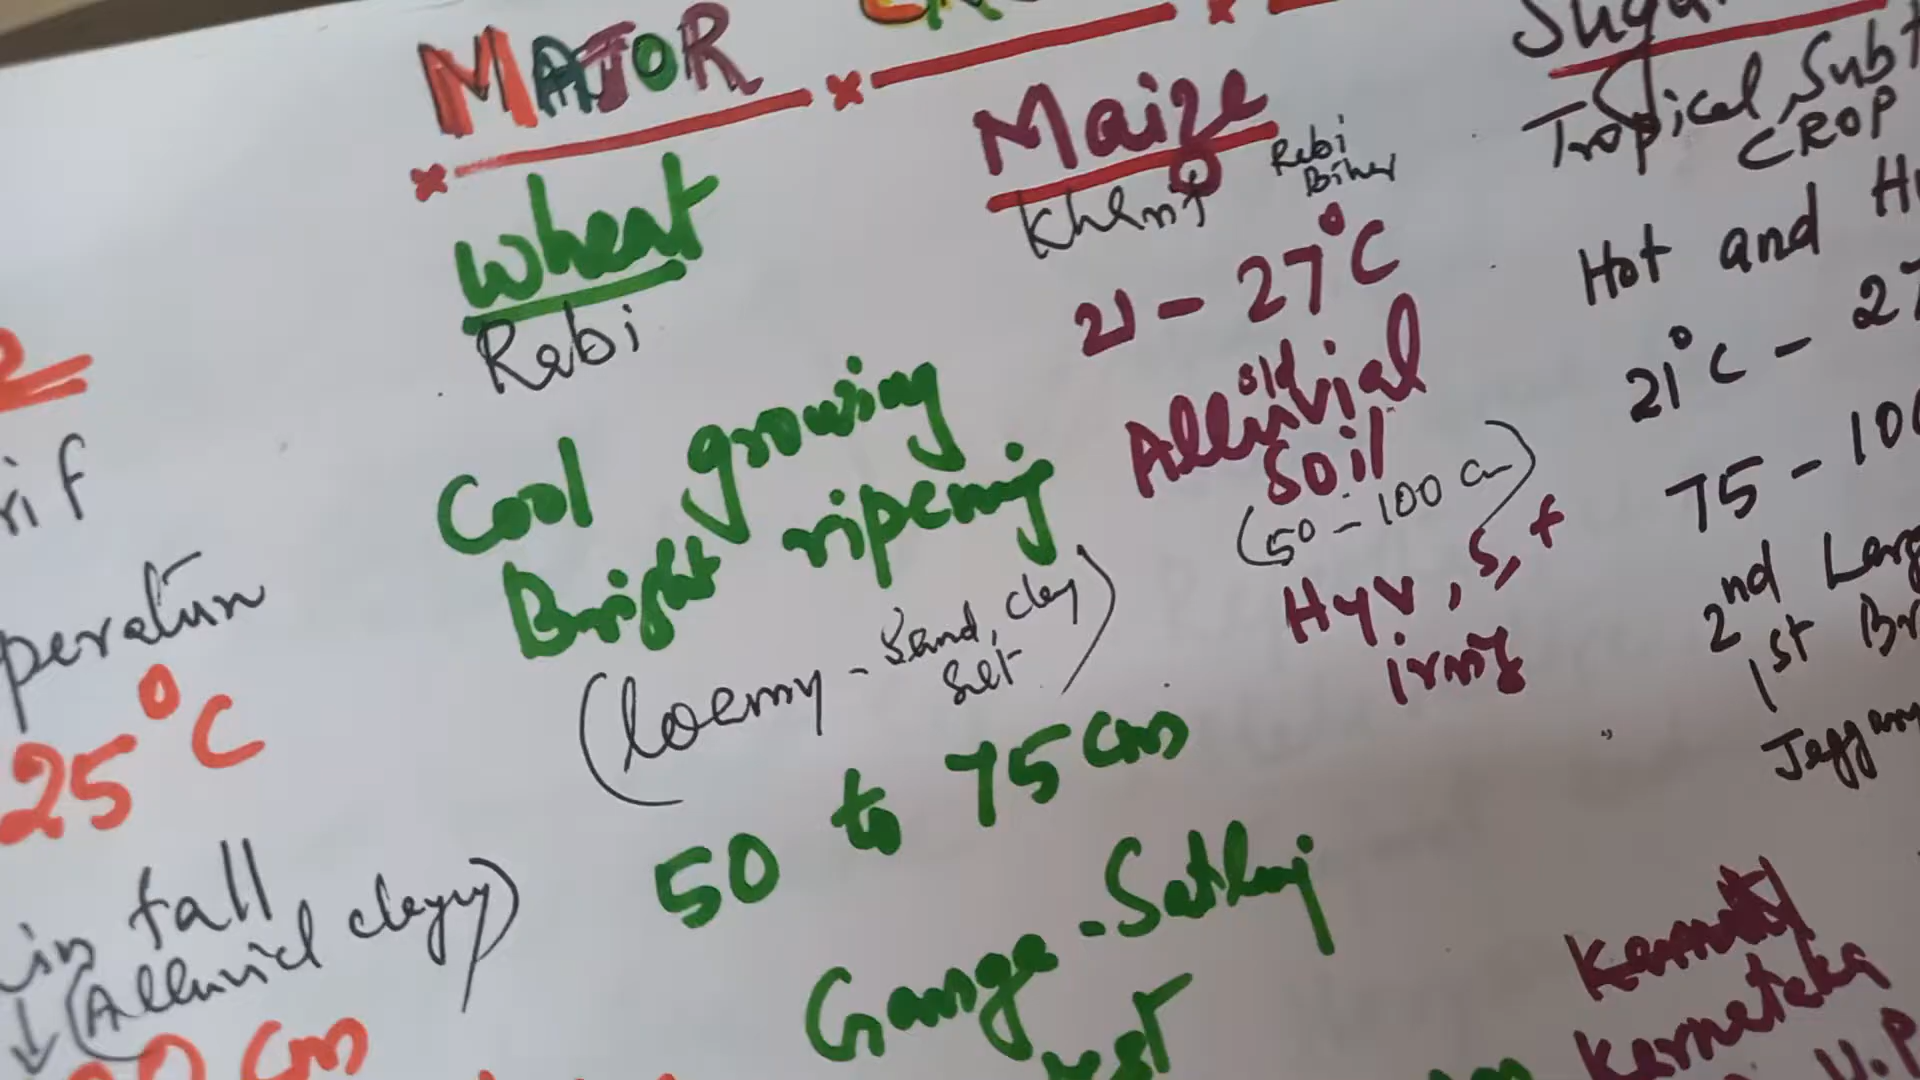 MAJOR
Wheat
Rabi
Cool growing
Bright ripening
(loamy - Sand, clay
silt)
50 to 75 cm
Ganga - Satluj
Maize
Kharif
Rabi
Bihar
21 - 27°C
old
Alluvial
Soil
(50 - 100 cm)
Hyv, S, f
irrig
Tropical, Subt
CROP
Hot and H
21°C - 27
75 - 10
2nd Larg
1st Br
Karnataka
U.P
rif
peratur
25°C
in fall
(Alluvial clayey)
cm